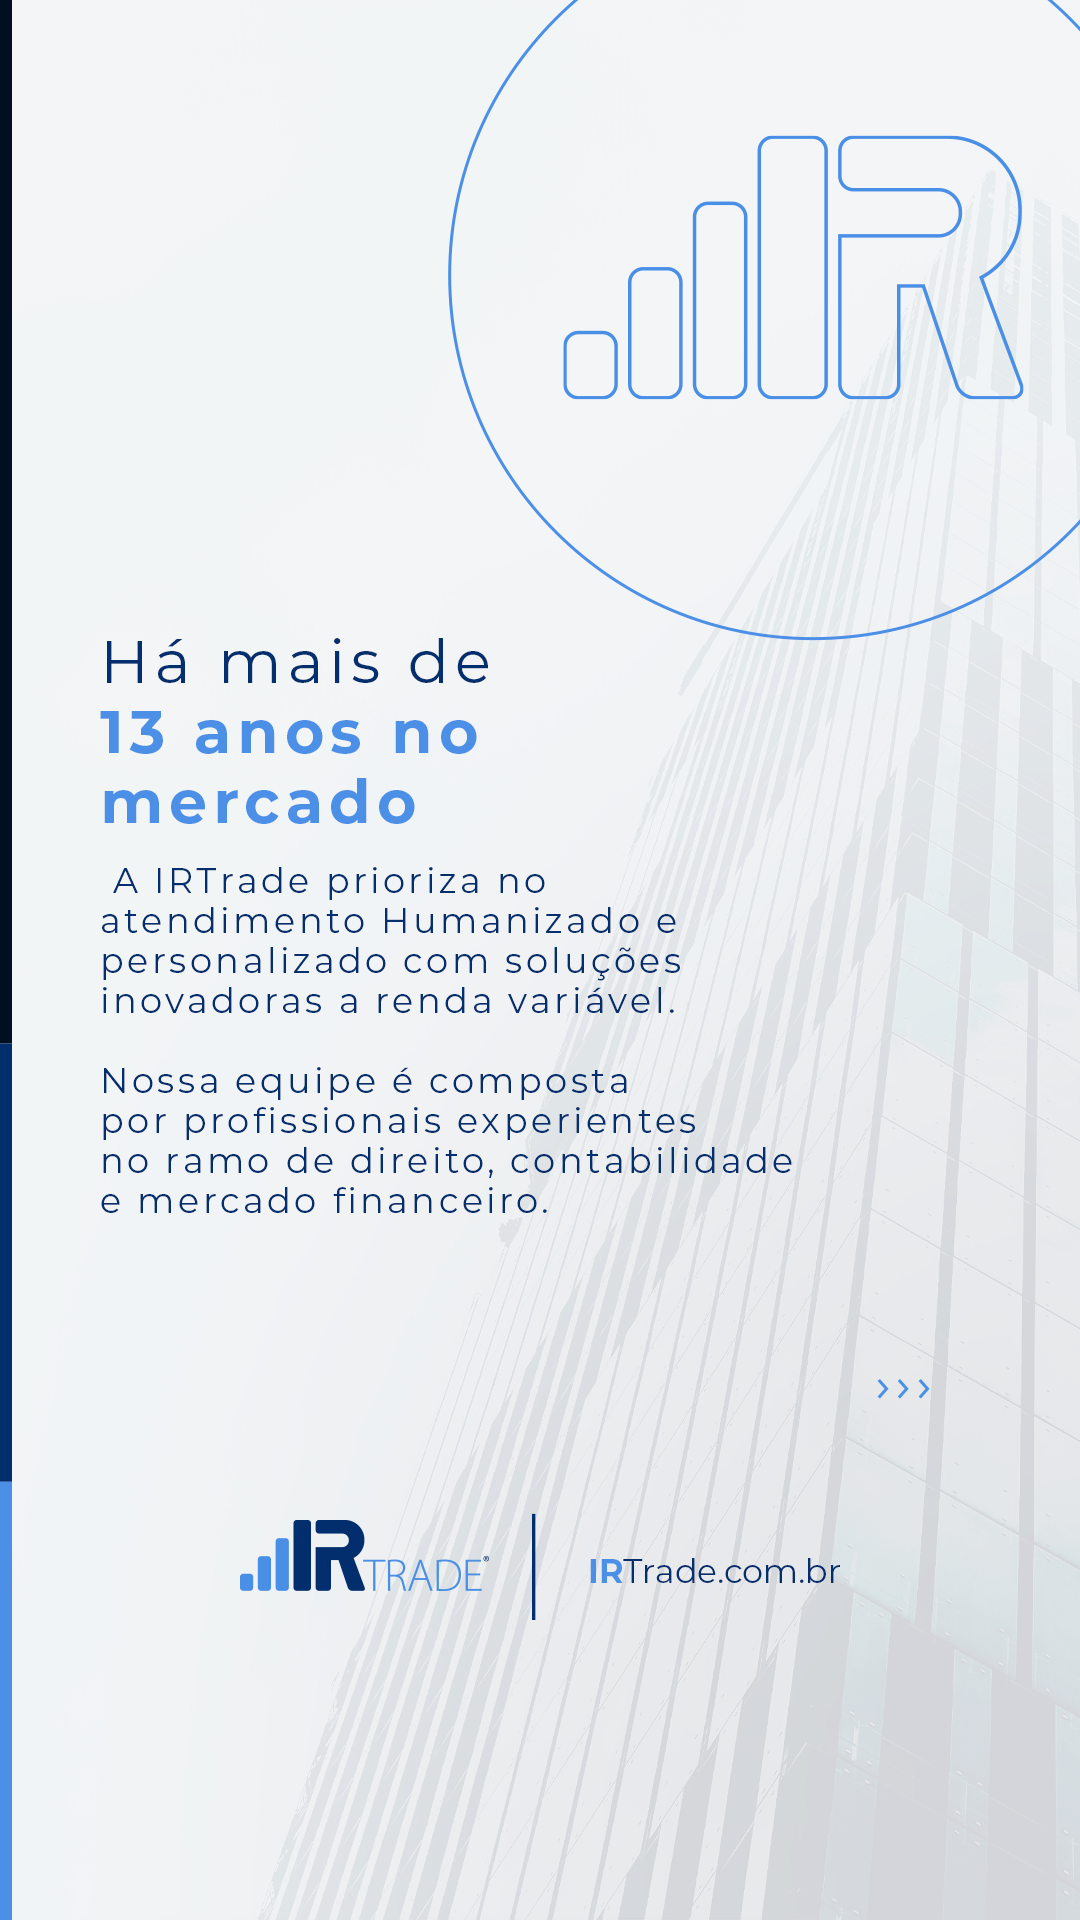 IR
Há mais de
13 anos no
mercado
A IRTrade prioriza no
atendimento Humanizado e
personalizado com soluções
inovadoras a renda variável.
Nossa equipe é composta
por profissionais experientes
no ramo de direito, contabilidade
e mercado financeiro.
›››
IRTRADE®
IRTrade.com.br